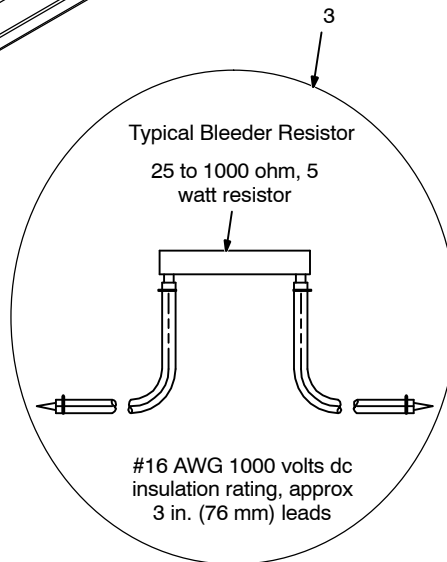 3
Typical Bleeder Resistor
25 to 1000 ohm, 5
watt resistor
#16 AWG 1000 volts dc
insulation rating, approx
3 in. (76 mm) leads